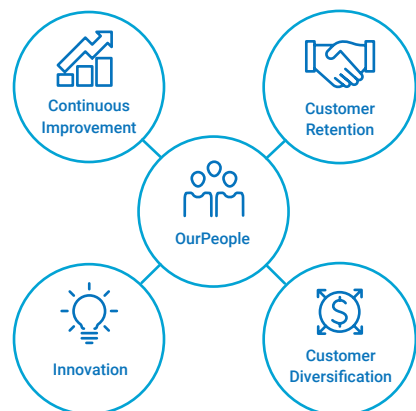 Continuous
Improvement
Customer
Retention
OurPeople
Innovation
Customer
Diversification